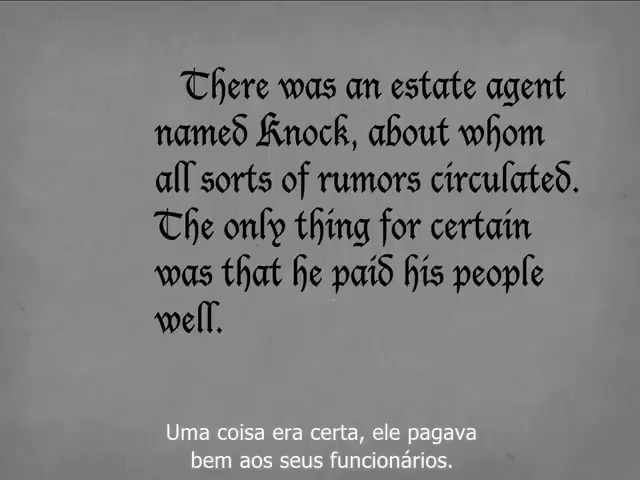 There was an estate agent
named Knock, about whom
all sorts of rumors circulated.
The only thing for certain
was that he paid his people
well.
Uma coisa era certa, ele pagava
bem aos seus funcionários.